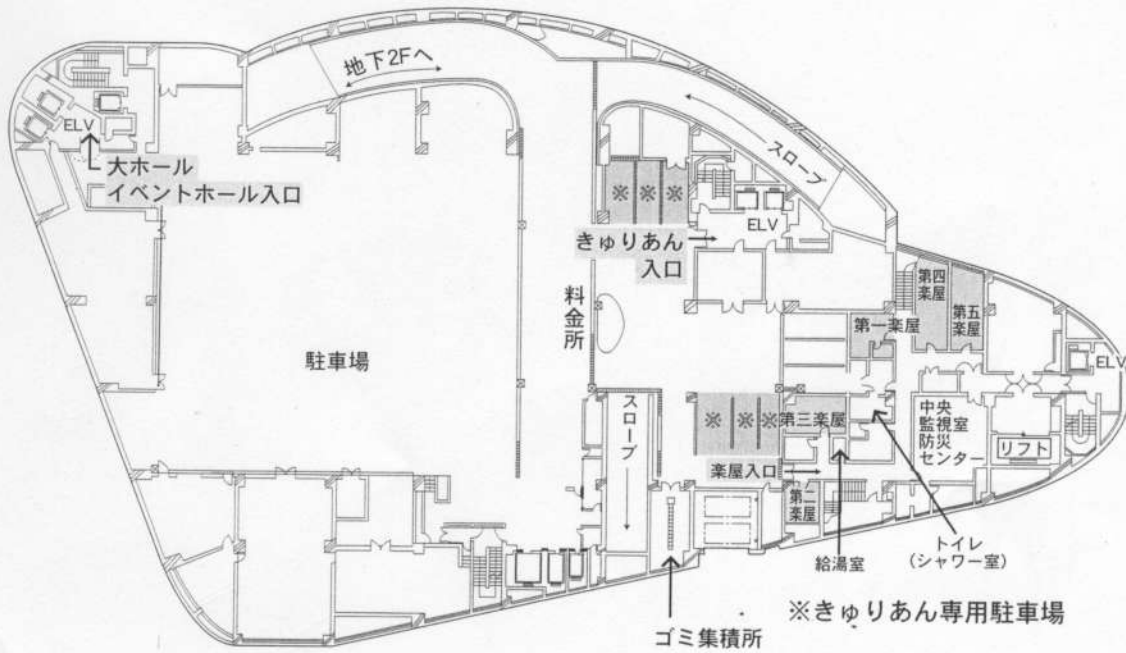 地下2Fへ
ELV
大ホール
イベントホール入口
スロープ
※ ※ ※
ELV
きゅりあん
入口
料金所
駐車場
第四
楽屋
第五
楽屋
第一楽屋
ELV
スロープ
※ ※ ※
第三楽屋
中央
監視室
防災
センター
リフト
楽屋入口
第二
楽屋
トイレ
(シャワー室)
給湯室
※きゅりあん専用駐車場
ゴミ集積所